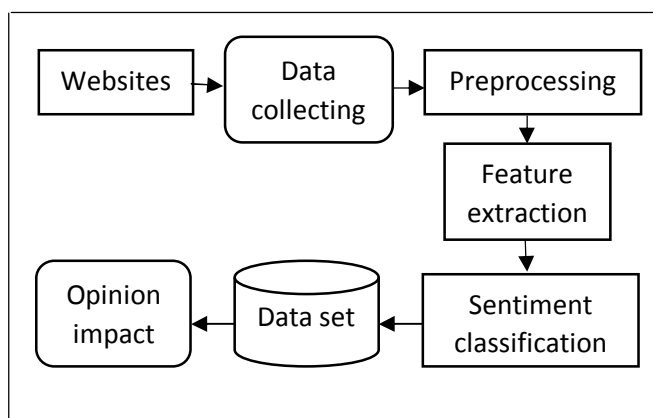 Websites
Data
collecting
Preprocessing
Feature
extraction
Sentiment
classification
Data set
Opinion
impact